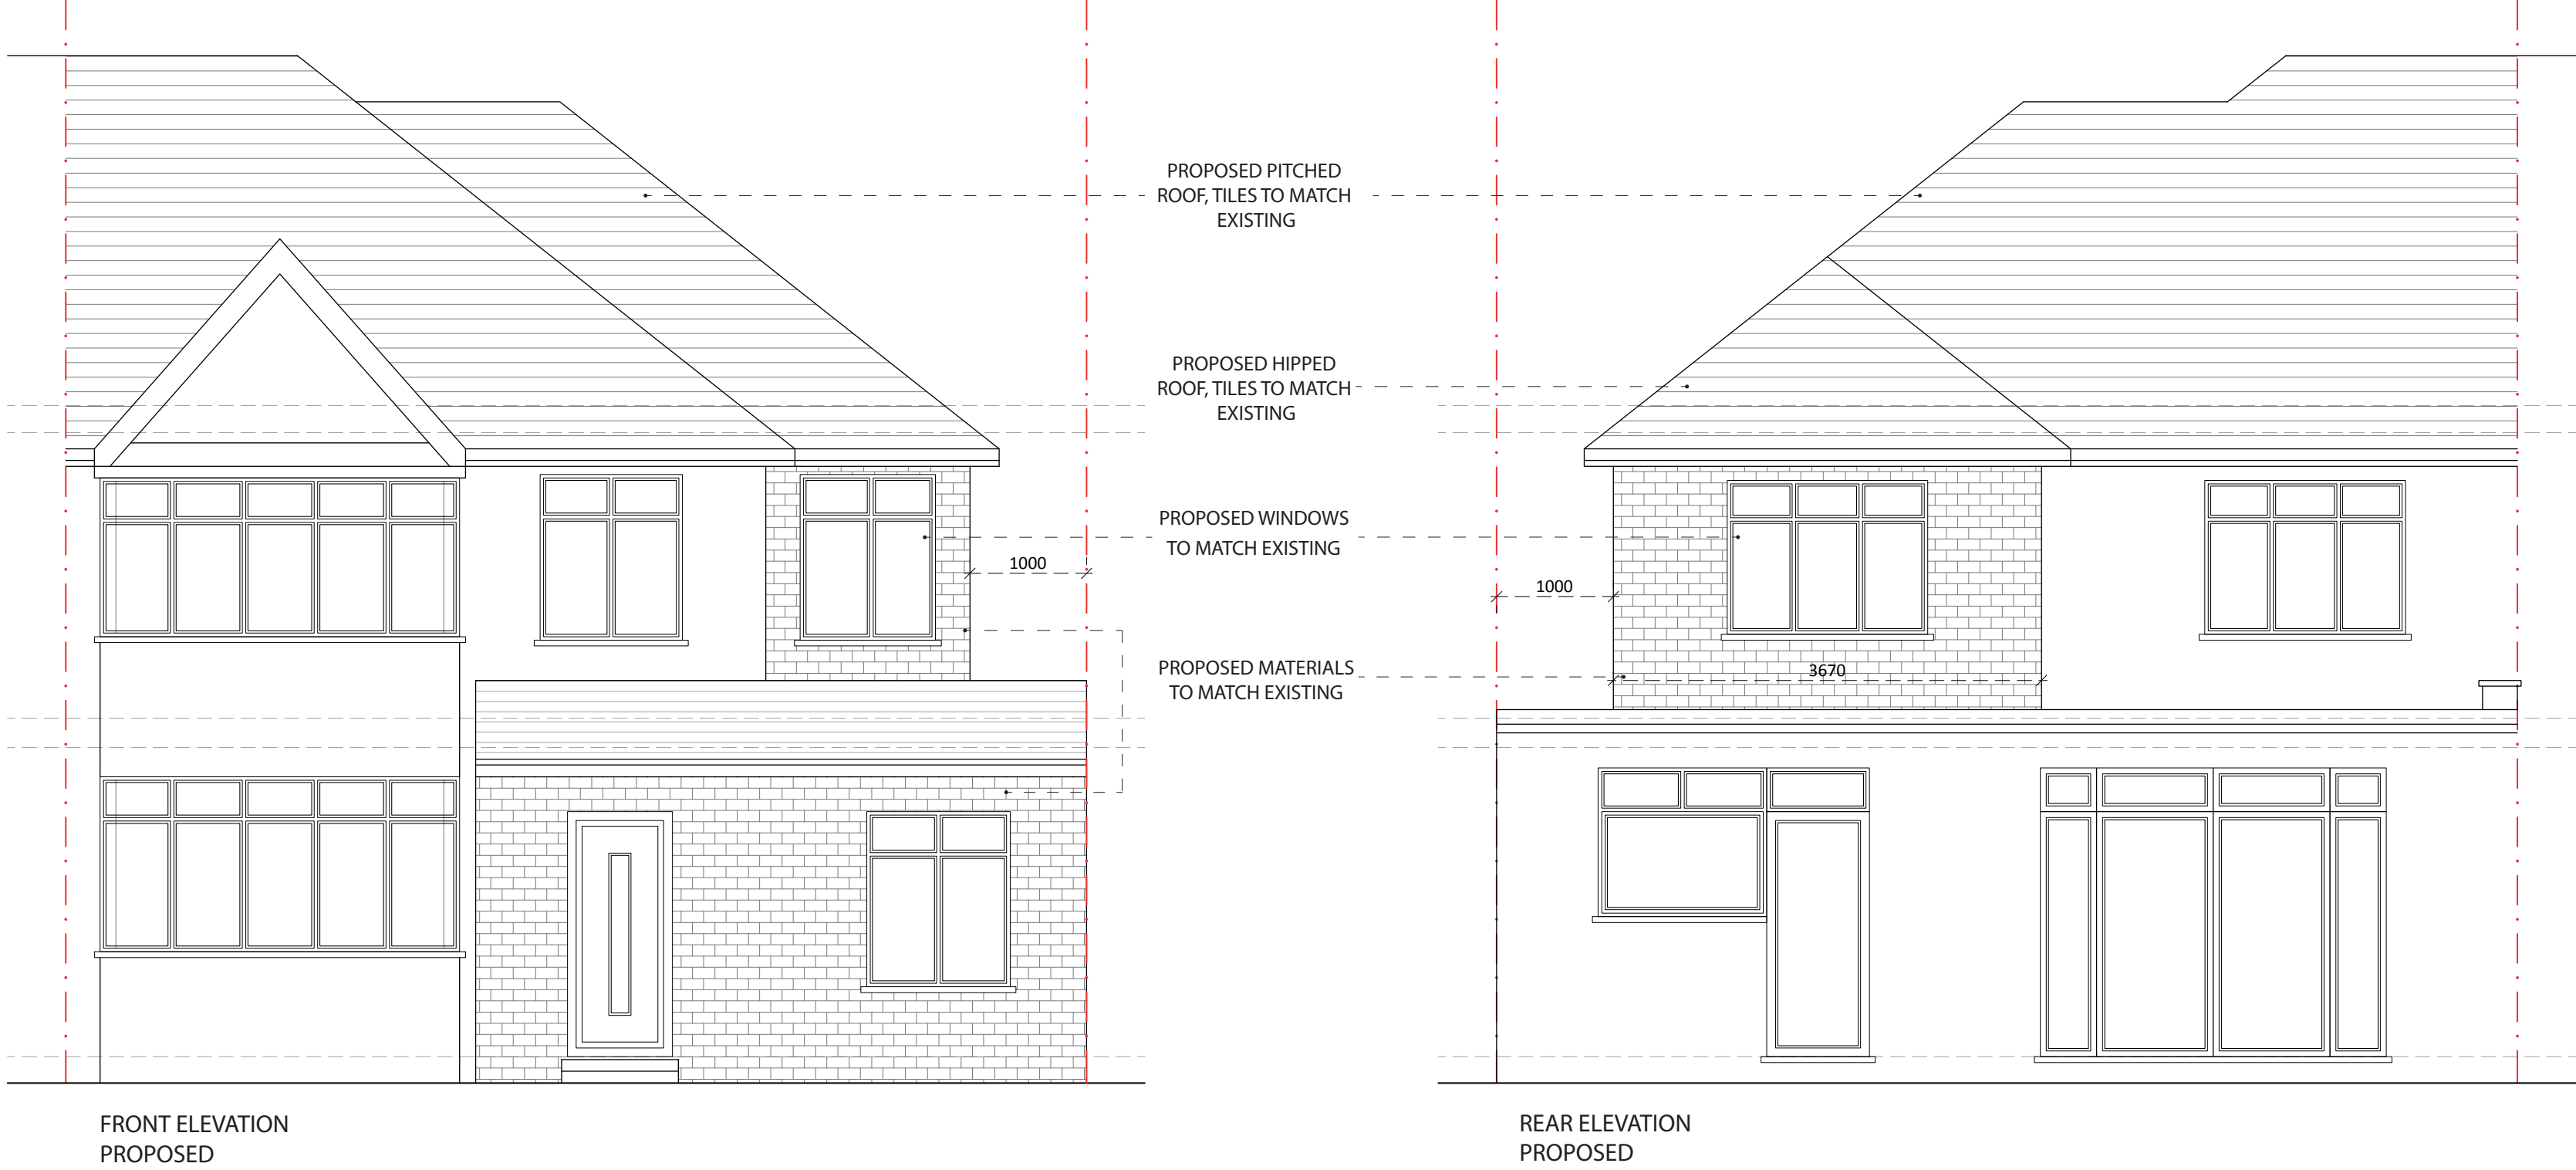 PROPOSED PITCHED
ROOF, TILES TO MATCH
EXISTING
PROPOSED HIPPED
ROOF, TILES TO MATCH
EXISTING
PROPOSED WINDOWS
TO MATCH EXISTING
1000
1000
PROPOSED MATERIALS
TO MATCH EXISTING
3670
FRONT ELEVATION
PROPOSED
REAR ELEVATION
PROPOSED